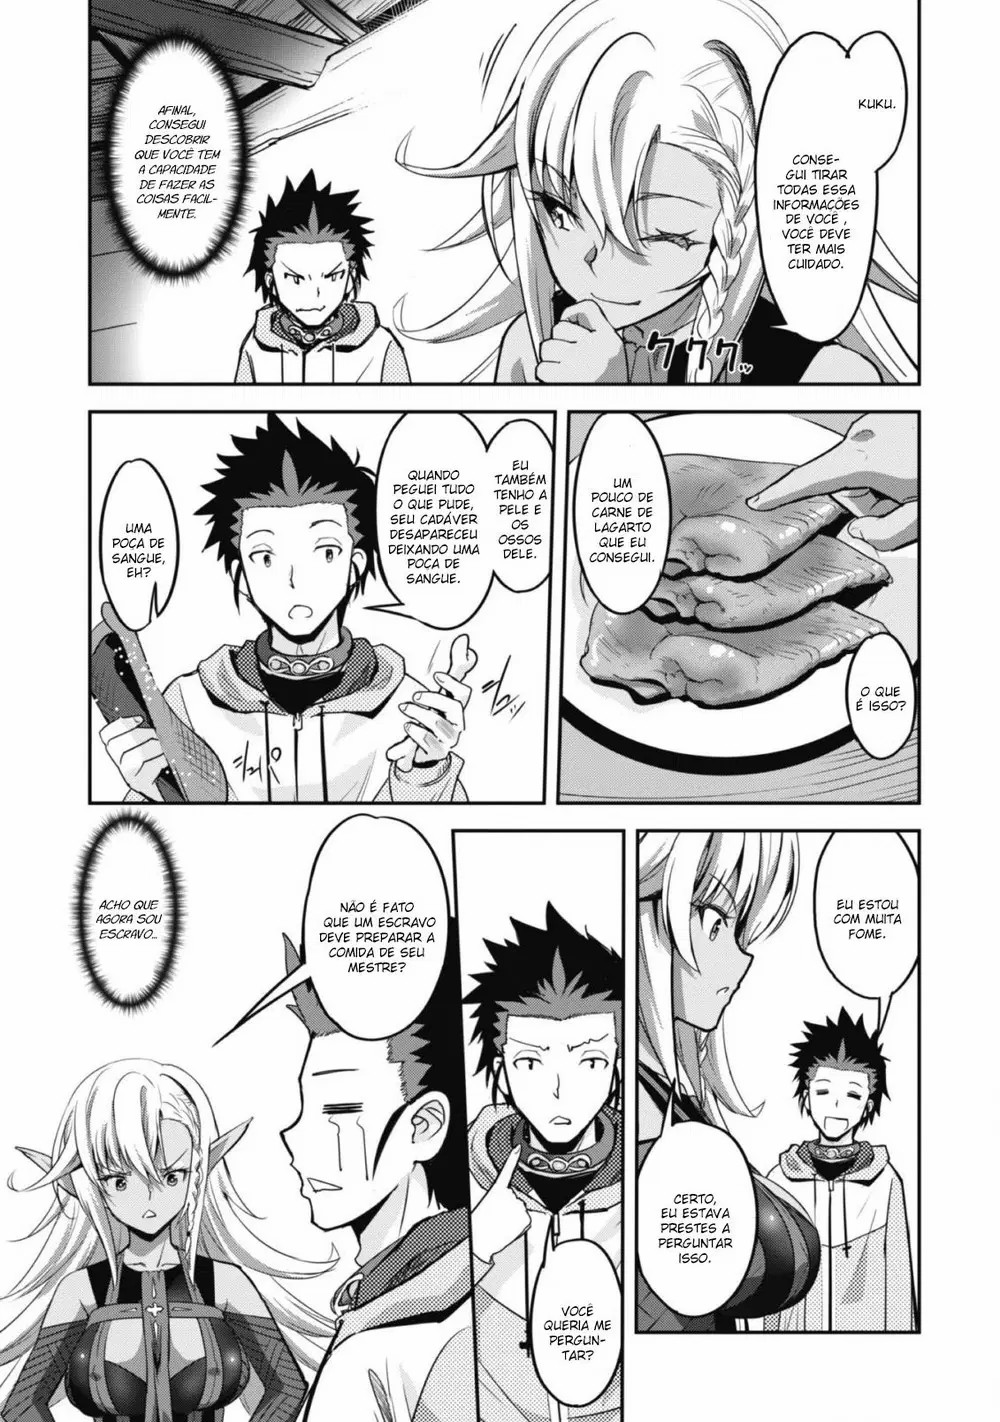 KUKU.
CONSE-
GUI TIRAR
TODAS ESSA
INFORMAÇÕES
DE VOCÊ ,
VOCÊ DEVE
TER MAIS
CUIDADO.
ククククッ
AFINAL,
CONSEGUI
DESCOBRIR
QUE VOCÊ TEM
A CAPACIDADE
DE FAZER AS
COISAS FACIL-
MENTE.
UM
POUCO DE
CARNE DE
LAGARTO
QUE EU
CONSEGUI.
O QUE
É ISSO?
EU
TAMBÉM
TENHO A
PELE E OS
OSSOS
DELE.
QUANDO
PEGUEI TUDO
O QUE PUDE,
SEU CADÁVER
DESAPARECEU
DEIXANDO UMA
POÇA DE
SANGUE.
UMA
POÇA DE
SANGUE,
EH?
EU ESTOU
COM MUITA
FOME.
CERTO,
EU ESTAVA
PRESTES A
PERGUNTAR
ISSO.
VOCÊ
QUERIA ME
PERGUN-
TAR?
NÃO É FATO
QUE UM ESCRAVO
DEVE PREPARAR A
COMIDA DE SEU
MESTRE?
ACHO QUE
AGORA SOU
ESCRAVO...